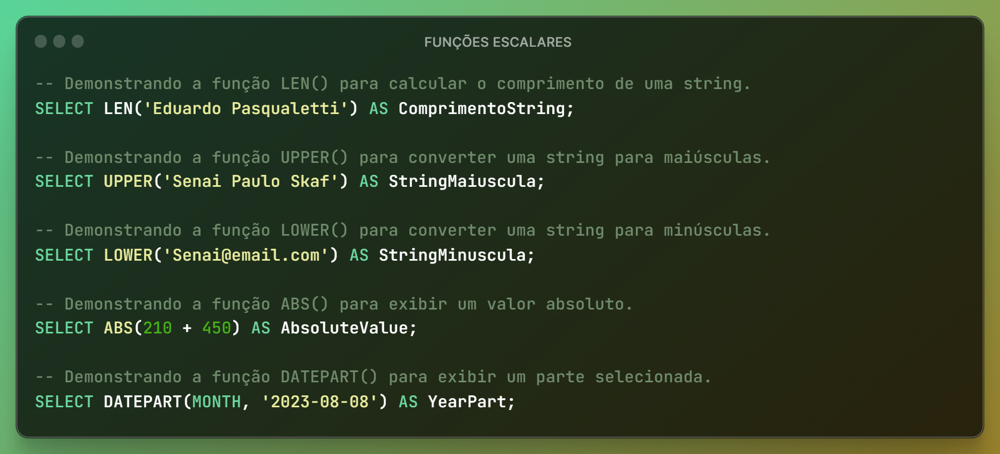 FUNÇÕES ESCALARES
-- Demonstrando a função LEN() para calcular o comprimento de uma string.
SELECT LEN('Eduardo Pasqualetti') AS ComprimentoString;
-- Demonstrando a função UPPER() para converter uma string para maiúsculas.
SELECT UPPER('Senai Paulo Skaf') AS StringMaiuscula;
-- Demonstrando a função LOWER() para converter uma string para minúsculas.
SELECT LOWER('Senai@email.com') AS StringMinuscula;
-- Demonstrando a função ABS() para exibir um valor absoluto.
SELECT ABS(210 + 450) AS AbsoluteValue;
-- Demonstrando a função DATEPART() para exibir um parte selecionada.
SELECT DATEPART(MONTH, '2023-08-08') AS YearPart;